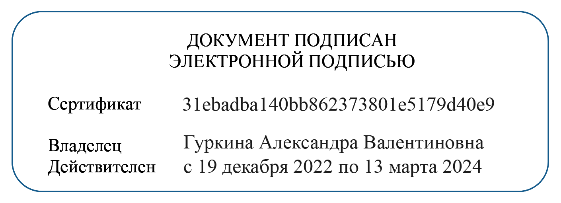 ДОКУМЕНТ ПОДПИСАН
ЭЛЕКТРОННОЙ ПОДПИСЬЮ
Сертификат 31ebadba140bb862373801e5179d40e9
Владелец Гуркина Александра Валентиновна
Действителен с 19 декабря 2022 по 13 марта 2024